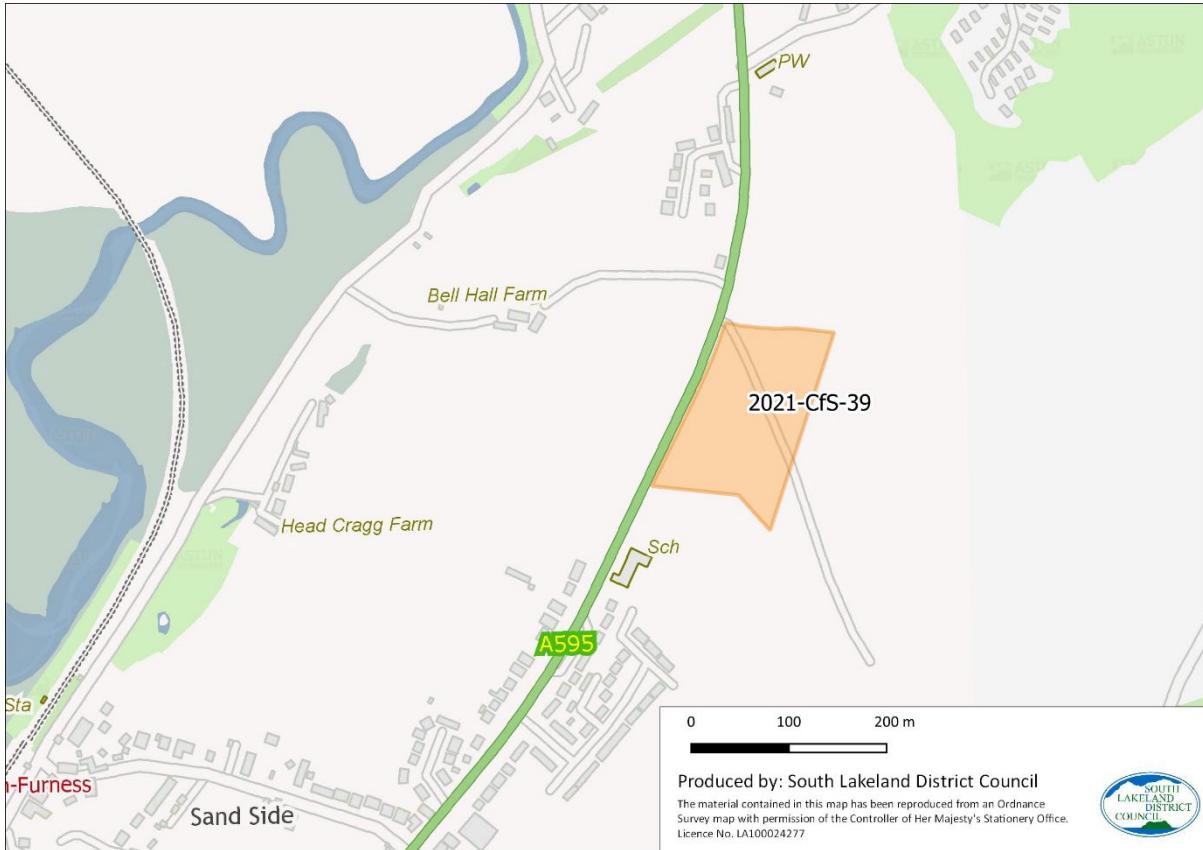 PW
Bell Hall Farm
2021-CfS-39
Head Cragg Farm
Sch
A595
Sta
n-Furness
Sand Side
0 100 200 m
Produced by: South Lakeland District Council
The material contained in this map has been reproduced from an Ordnance
Survey map with permission of the Controller of Her Majesty's Stationery Office.
Licence No. LA100024277
SOUTH
LAKELAND
DISTRICT
COUNCIL